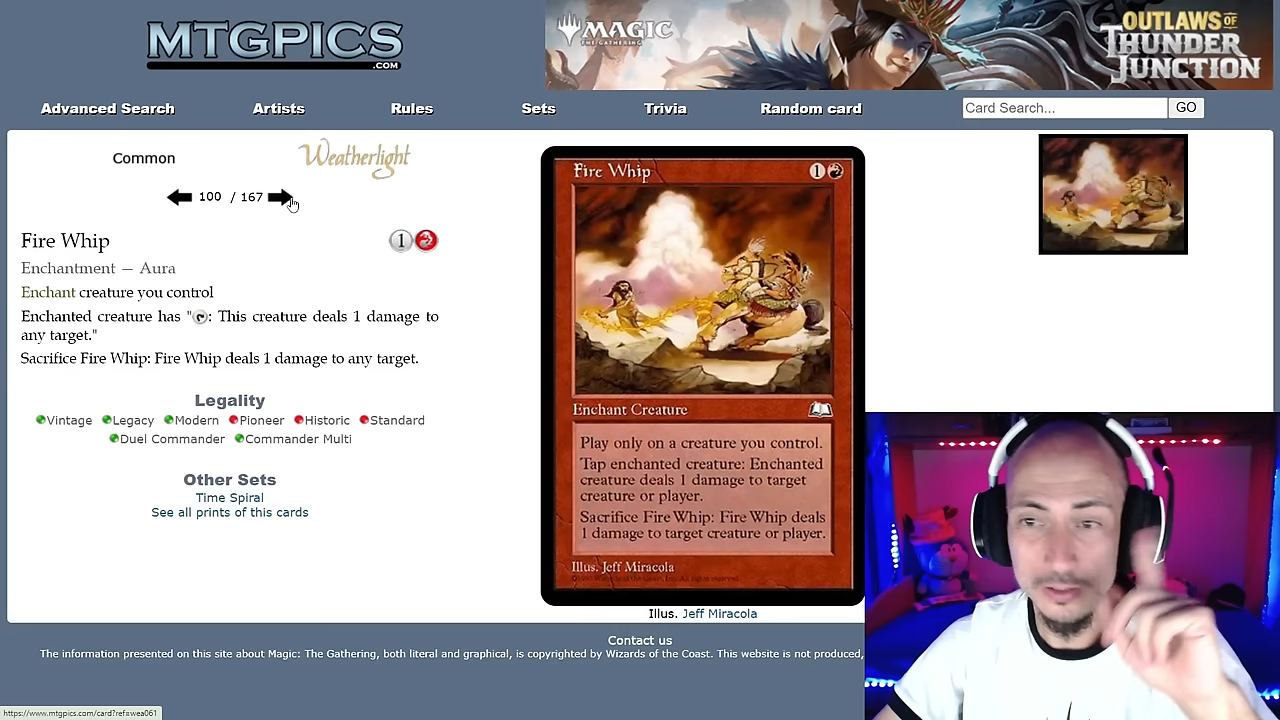 MTGPICS
.COM
MAGIC
THE GATHERING
OUTLAWS OF
THUNDER
JUNCTION
Advanced Search Artists Rules Sets Trivia Random card Card Search... GO
Common Weatherlight
100 / 167
Fire Whip 1
Enchantment — Aura
Enchant creature you control
Enchanted creature has ": This creature deals 1 damage to
any target."
Sacrifice Fire Whip: Fire Whip deals 1 damage to any target.
Legality
Vintage Legacy Modern Pioneer Historic Standard
Duel Commander Commander Multi
Other Sets
Time Spiral
See all prints of this cards
Fire Whip 1
Enchant Creature
Play only on a creature you control.
Tap enchanted creature: Enchanted
creature deals 1 damage to target
creature or player.
Sacrifice Fire Whip: Fire Whip deals
1 damage to target creature or player.
Illus. Jeff Miracola
Illus. Jeff Miracola
Contact us
The information presented on this site about Magic: The Gathering, both literal and graphical, is copyrighted by Wizards of the Coast. This website is not produced,
https://www.mtgpics.com/card?ref=wea061